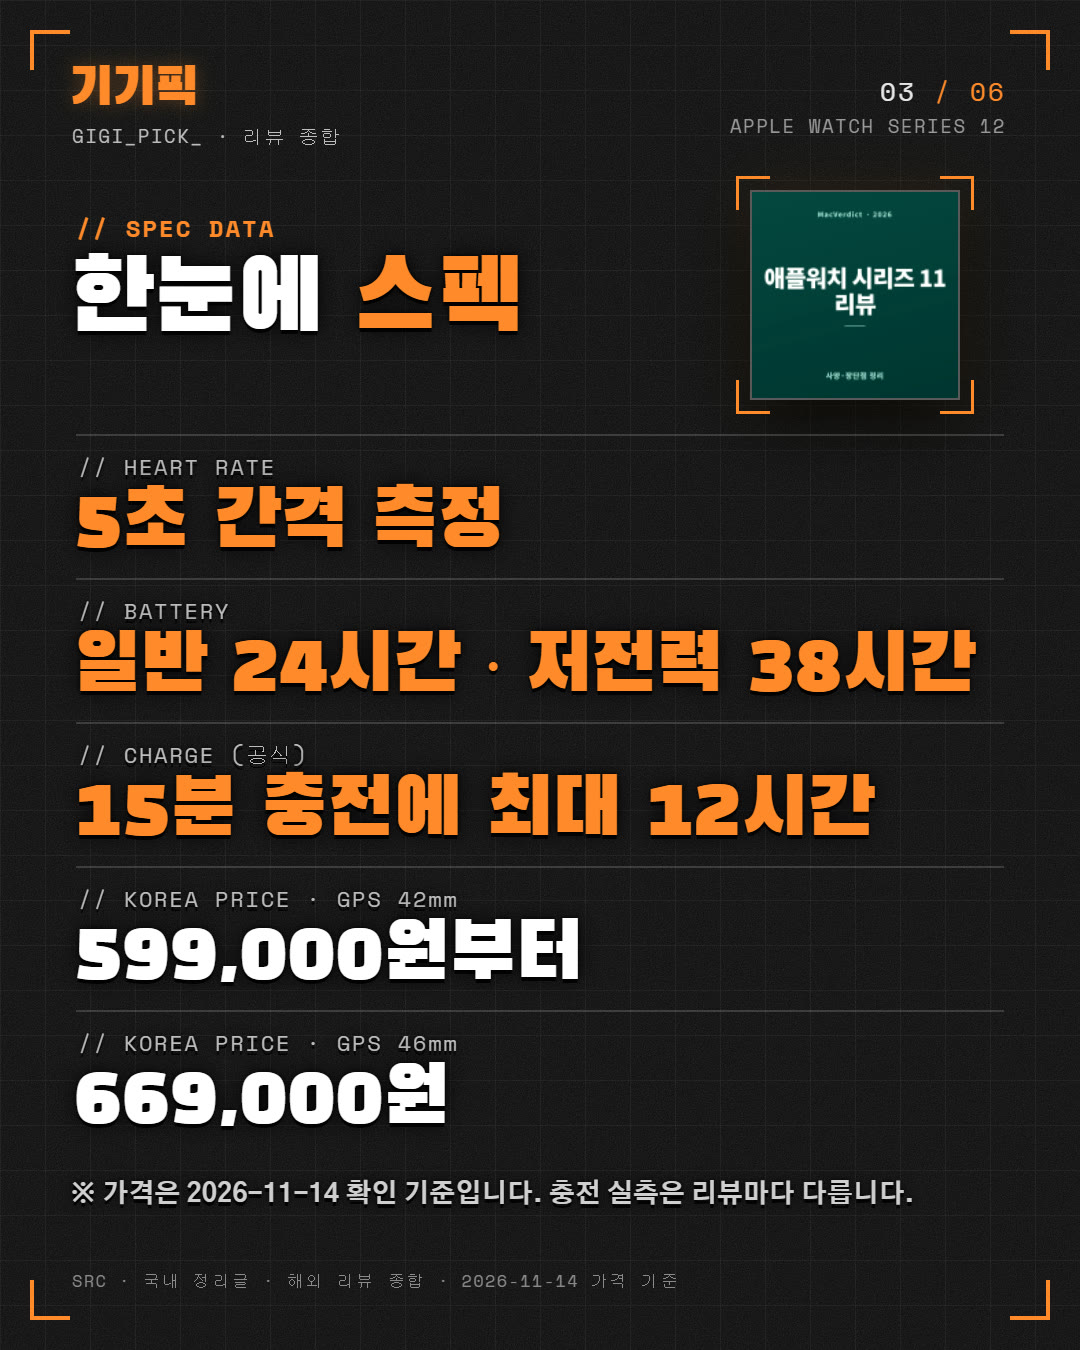 기기픽
GIGI_PICK_ · 리뷰 종합
03 / 06
APPLE WATCH SERIES 12
// SPEC DATA
한눈에 스펙
MacVerdict · 2026
애플워치 시리즈 11
리뷰
사양·장단점 정리
// HEART RATE
5초 간격 측정
// BATTERY
일반 24시간 · 저전력 38시간
// CHARGE (공식)
15분 충전에 최대 12시간
// KOREA PRICE · GPS 42mm
599,000원부터
// KOREA PRICE · GPS 46mm
669,000원
※ 가격은 2026-11-14 확인 기준입니다. 충전 실측은 리뷰마다 다릅니다.
SRC · 국내 정리글 · 해외 리뷰 종합 · 2026-11-14 가격 기준